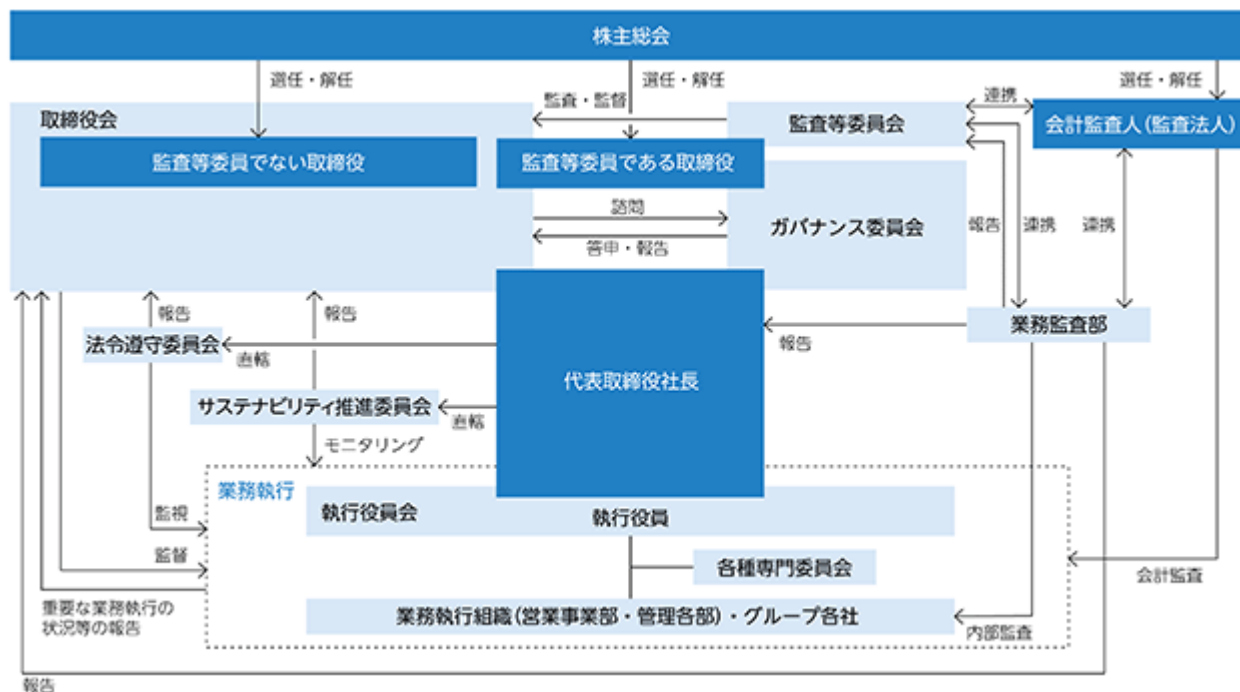 株主総会
選任・解任
選任・解任
選任・解任
監査・監督
連携
取締役会
監査等委員会
会計監査人(監査法人)
監査等委員でない取締役
監査等委員である取締役
諮問
ガバナンス委員会
答申・報告
報告
連携
連携
報告
報告
業務監査部
法令遵守委員会
直轄
報告
代表取締役社長
サステナビリティ推進委員会
直轄
モニタリング
業務執行
執行役員会
執行役員
監視
監督
各種専門委員会
会計監査
重要な業務執行の
状況等の報告
業務執行組織(営業事業部・管理各部)・グループ各社
内部監査
報告